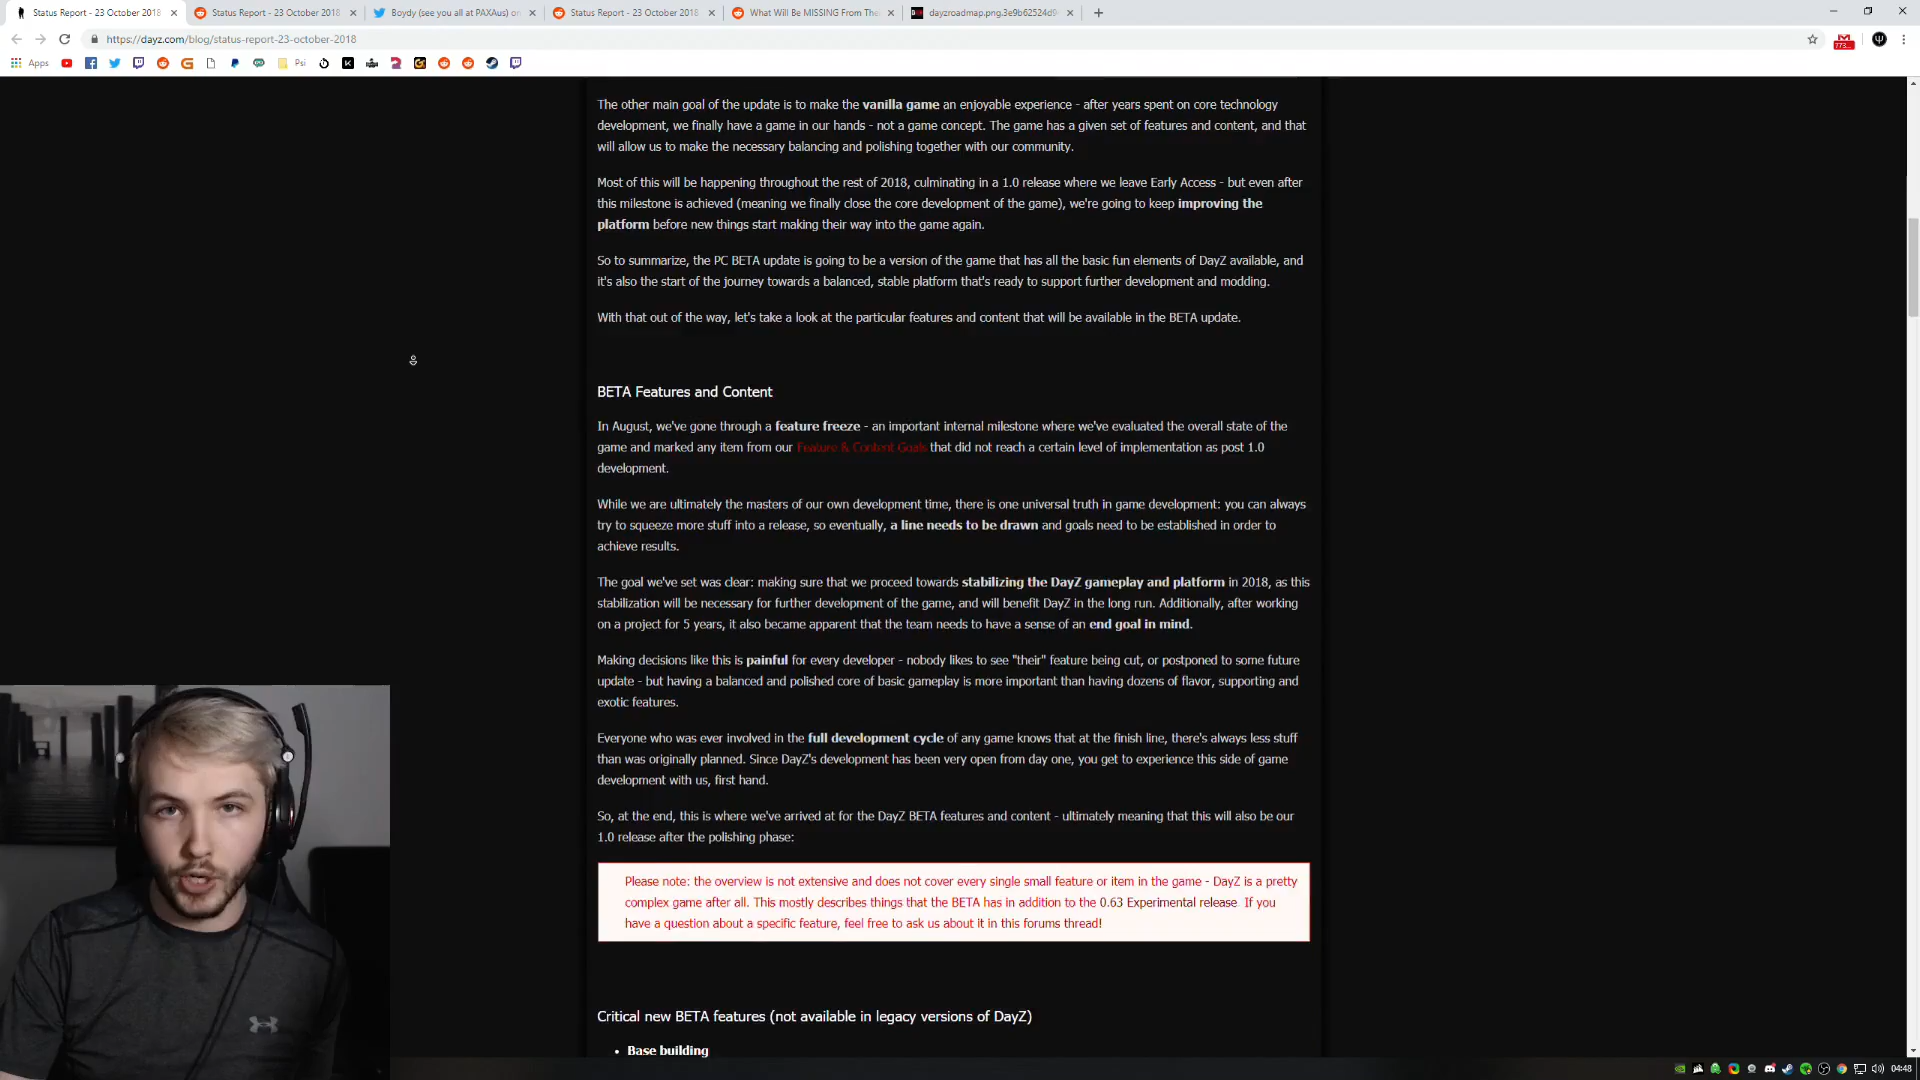 Status Report - 23 October 2018
Status Report - 23 October 2018
Boydy (see you all at PAXAus) o
Status Report - 23 October 2018
What Will Be MISSING From The
dayzroadmap.png.3e9b62524d9
https://dayz.com/blog/status-report-23-october-2018
Apps
Psi
The other main goal of the update is to make the vanilla game an enjoyable experience - after years spent on core technology
development, we finally have a game in our hands - not a game concept. The game has a given set of features and content, and that
will allow us to make the necessary balancing and polishing together with our community.
Most of this will be happening throughout the rest of 2018, culminating in a 1.0 release where we leave Early Access - but even after
this milestone is achieved (meaning we finally close the core development of the game), we're going to keep improving the
platform before new things start making their way into the game again.
So to summarize, the PC BETA update is going to be a version of the game that has all the basic fun elements of DayZ available, and
it's also the start of the journey towards a balanced, stable platform that's ready to support further development and modding.
With that out of the way, let's take a look at the particular features and content that will be available in the BETA update.
BETA Features and Content
In August, we've gone through a feature freeze - an important internal milestone where we've evaluated the overall state of the
game and marked any item from our Feature & Content Goals that did not reach a certain level of implementation as post 1.0
development.
While we are ultimately the masters of our own development time, there is one universal truth in game development: you can always
try to squeeze more stuff into a release, so eventually, a line needs to be drawn and goals need to be established in order to
achieve results.
The goal we've set was clear: making sure that we proceed towards stabilizing the DayZ gameplay and platform in 2018, as this
stabilization will be necessary for further development of the game, and will benefit DayZ in the long run. Additionally, after working
on a project for 5 years, it also became apparent that the team needs to have a sense of an end goal in mind.
Making decisions like this is painful for every developer - nobody likes to see "their" feature being cut, or postponed to some future
update - but having a balanced and polished core of basic gameplay is more important than having dozens of flavor, supporting and
exotic features.
Everyone who was ever involved in the full development cycle of any game knows that at the finish line, there's always less stuff
than was originally planned. Since DayZ's development has been very open from day one, you get to experience this side of game
development with us, first hand.
So, at the end, this is where we've arrived at for the DayZ BETA features and content - ultimately meaning that this will also be our
1.0 release after the polishing phase:
Please note: the overview is not extensive and does not cover every single small feature or item in the game - DayZ is a pretty
complex game after all. This mostly describes things that the BETA has in addition to the 0.63 Experimental release  If you
have a question about a specific feature, feel free to ask us about it in this forums thread!
Critical new BETA features (not available in legacy versions of DayZ)
• Base building
04:48